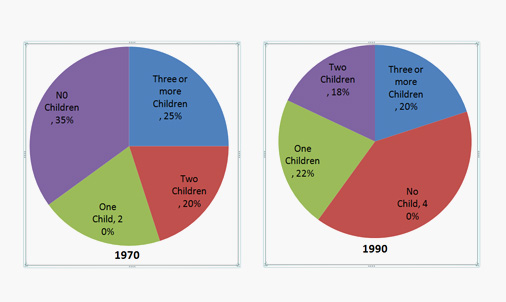 Three or
more
Children
, 25%
Two
Children
, 20%
One
Child, 2
0%
N0
Children
, 35%
1970
Three or
more
Children
, 20%
No
Child, 4
0%
One
Children
, 22%
Two
Children
, 18%
1990